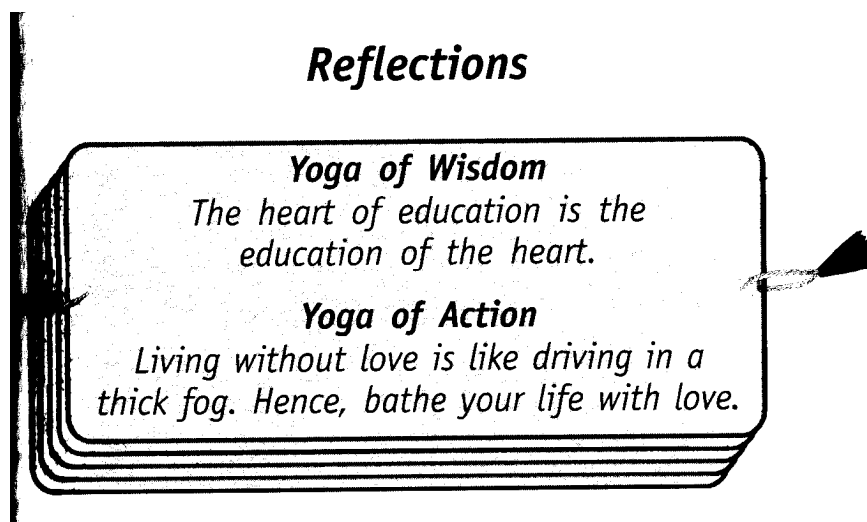 Reflections
Yoga of Wisdom
The heart of education is the
education of the heart.
Yoga of Action
Living without love is like driving in a
thick fog. Hence, bathe your life with love.